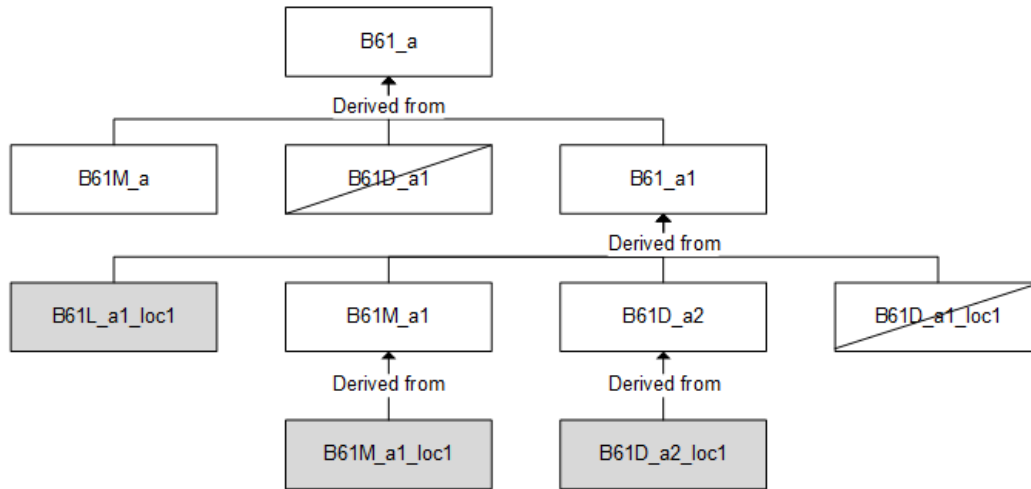 B61_a
Derived from
B61M_a
B61D_a1
B61_a1
Derived from
B61L_a1_loc1
B61M_a1
B61D_a2
B61D_a1_loc1
Derived from
Derived from
B61M_a1_loc1
B61D_a2_loc1